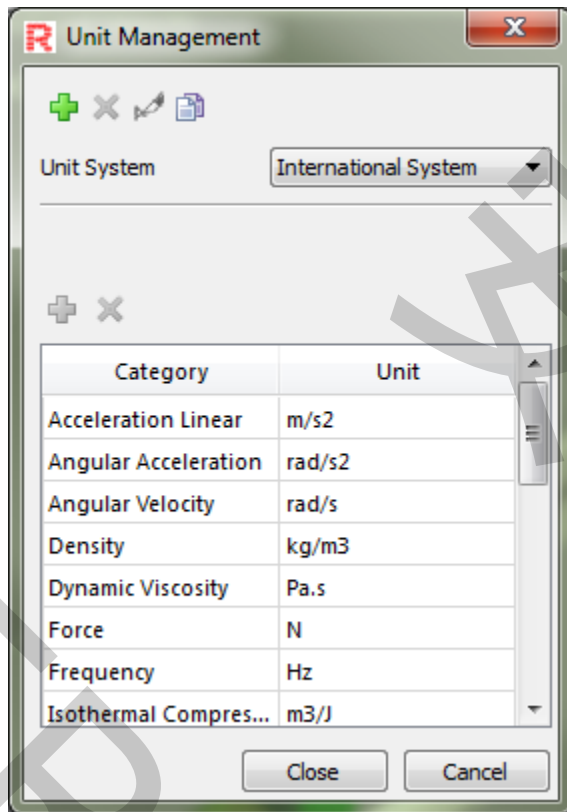 Unit Management
Unit System International System
Category Unit
Acceleration Linear m/s2
Angular Acceleration rad/s2
Angular Velocity rad/s
Density kg/m3
Dynamic Viscosity Pa.s
Force N
Frequency Hz
Isothermal Compres... m3/J
Close Cancel